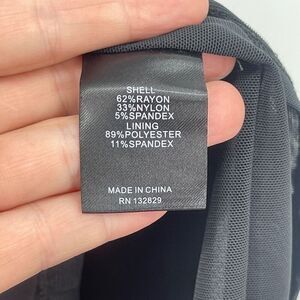 SHELL
62%RAYON
33%NYLON
5%SPANDEX
LINING
89%POLYESTER
11%SPANDEX
MADE IN CHINA
RN 132829